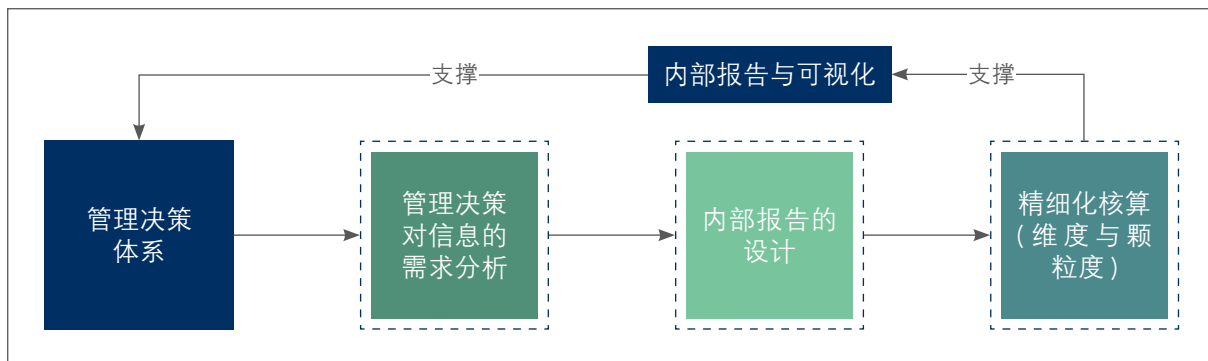 支撑
内部报告与可视化
支撑
管理决策
体系
管理决策
对信息的
需求分析
内部报告的
设计
精细化核算
(维度与颗
粒度)